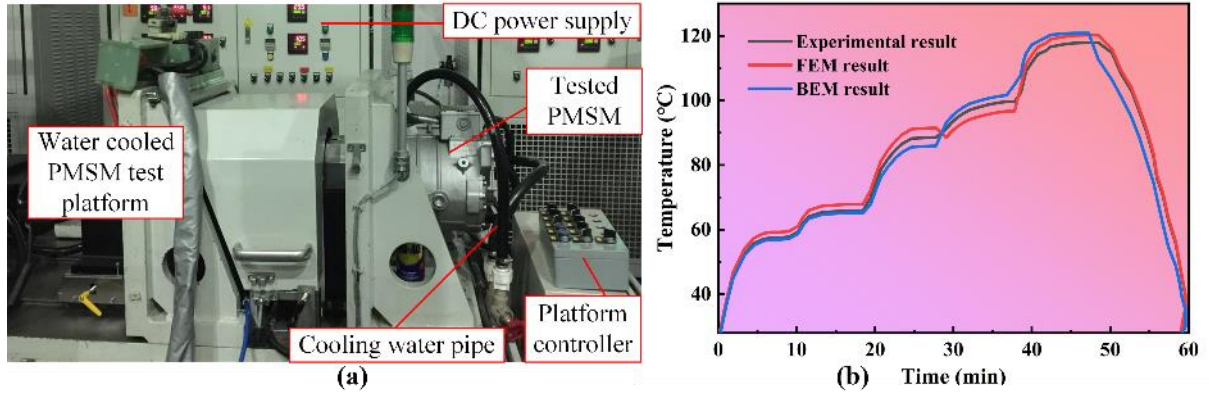 DC power supply
Tested
PMSM
Water cooled
PMSM test
platform
Cooling water pipe
Platform
controller
(a)
Experimental result
FEM result
BEM result
Temperature (℃)
120
100
80
60
40
0
10
20
30
40
50
60
(b)
Time (min)